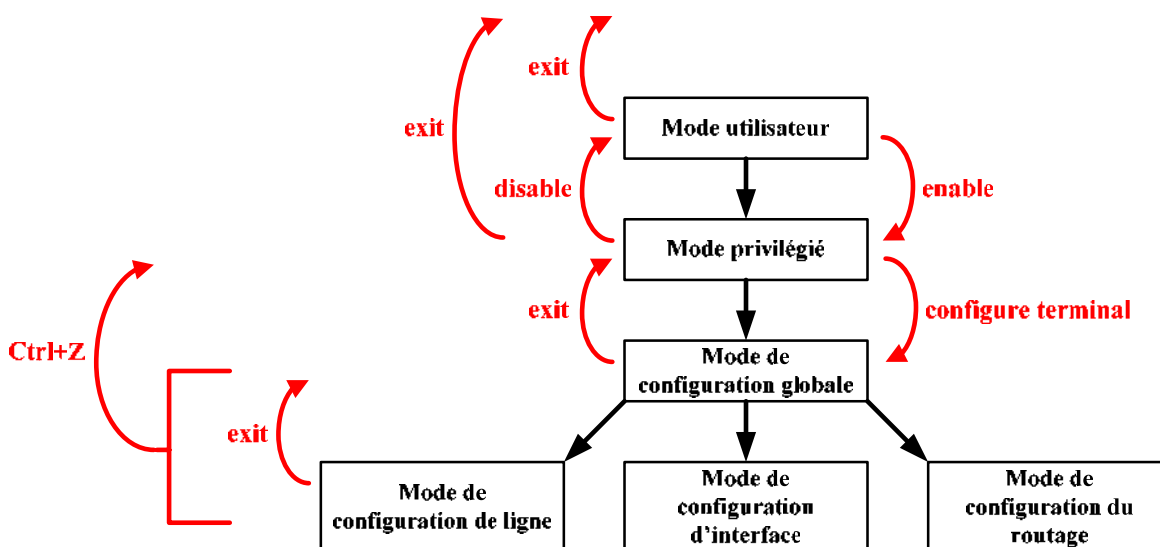 exit
Mode utilisateur
exit
disable
enable
Mode privilégié
exit
configure terminal
Ctrl+Z
Mode de
configuration globale
exit
Mode de
configuration de ligne
Mode de
configuration
d'interface
Mode de
configuration du
routage